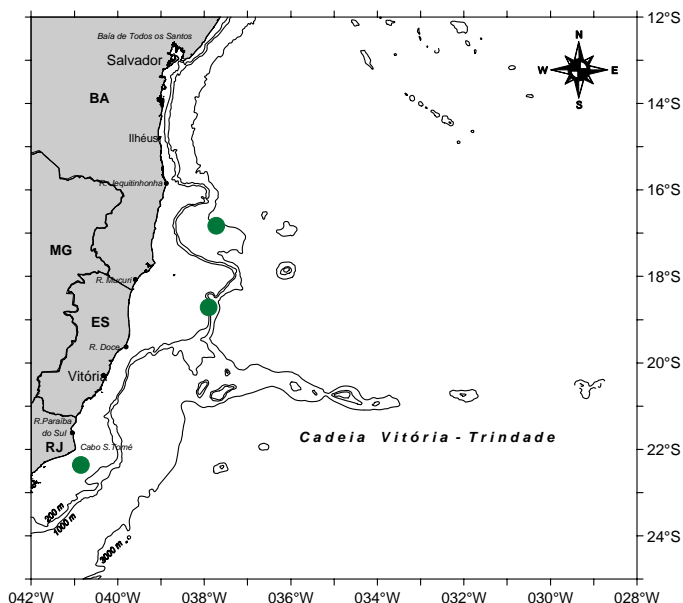 12°S
Baía de Todos os Santos
Salvador
N
W E
S
BA
14°S
Ilhéus
R. Jequitinhonha
16°S
MG
18°S
R. Mucuri
ES
R. Doce
20°S
Vitória
R.Paraíba
do Sul
Cadeia Vitória - Trindade
RJ
Cabo S.Tomé
22°S
200 m
1000 m
3000 m
24°S
042°W 040°W 038°W 036°W 034°W 032°W 030°W 028°W